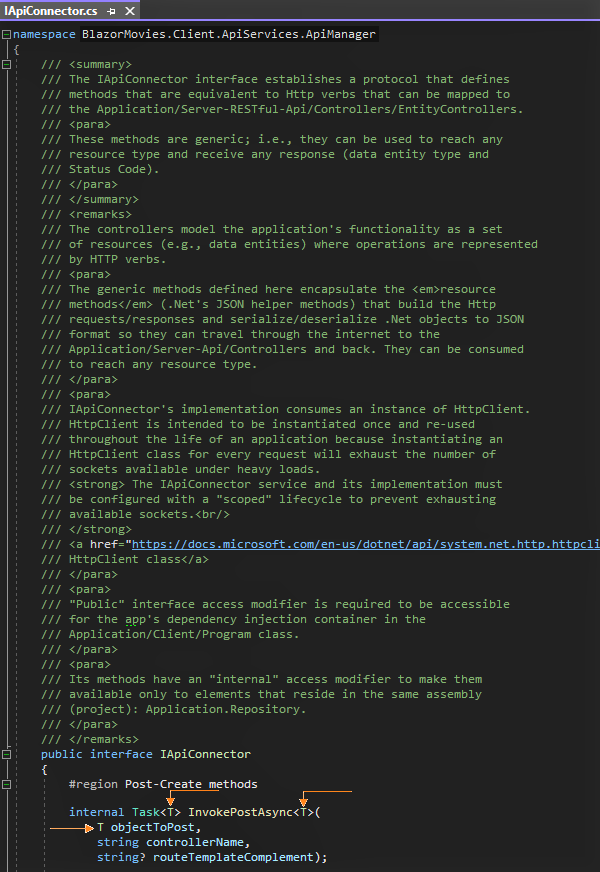 IApiConnector.cs
namespace BlazorMovies.Client.ApiServices.ApiManager
{
/// <summary>
/// The IApiConnector interface establishes a protocol that defines
/// methods that are equivalent to Http verbs that can be mapped to
/// the Application/Server-RESTful-Api/Controllers/EntityControllers.
/// <para>
/// These methods are generic; i.e., they can be used to reach any
/// resource type and receive any response (data entity type and
/// Status Code).
/// </para>
/// </summary>
/// <remarks>
/// The controllers model the application's functionality as a set
/// of resources (e.g., data entities) where operations are represented
/// by HTTP verbs.
/// <para>
/// The generic methods defined here encapsulate the <em>resource
/// methods</em> (.Net's JSON helper methods) that build the Http
/// requests/responses and serialize/deserialize .Net objects to JSON
/// format so they can travel through the internet to the
/// Application/Server-Api/Controllers and back. They can be consumed
/// to reach any resource type.
/// </para>
/// <para>
/// IApiConnector's implementation consumes an instance of HttpClient.
/// HttpClient is intended to be instantiated once and re-used
/// throughout the life of an application because instantiating an
/// HttpClient class for every request will exhaust the number of
/// sockets available under heavy loads.
/// <strong> The IApiConnector service and its implementation must
/// be configured with a "scoped" lifecycle to prevent exhausting
/// available sockets.<br/>
/// </strong>
/// <a href="https://docs.microsoft.com/en-us/dotnet/api/system.net.http.httpcli
/// HttpClient class</a>
/// </para>
/// <para>
/// "Public" interface access modifier is required to be accessible
/// for the app's dependency injection container in the
/// Application/Client/Program class.
/// </para>
/// <para>
/// Its methods have an "internal" access modifier to make them
/// available only to elements that reside in the same assembly
/// (project): Application.Repository.
/// </para>
/// </remarks>
public interface IApiConnector
{
#region Post-Create methods
internal Task<T> InvokePostAsync<T>(
T objectToPost,
string controllerName,
string? routeTemplateComplement);